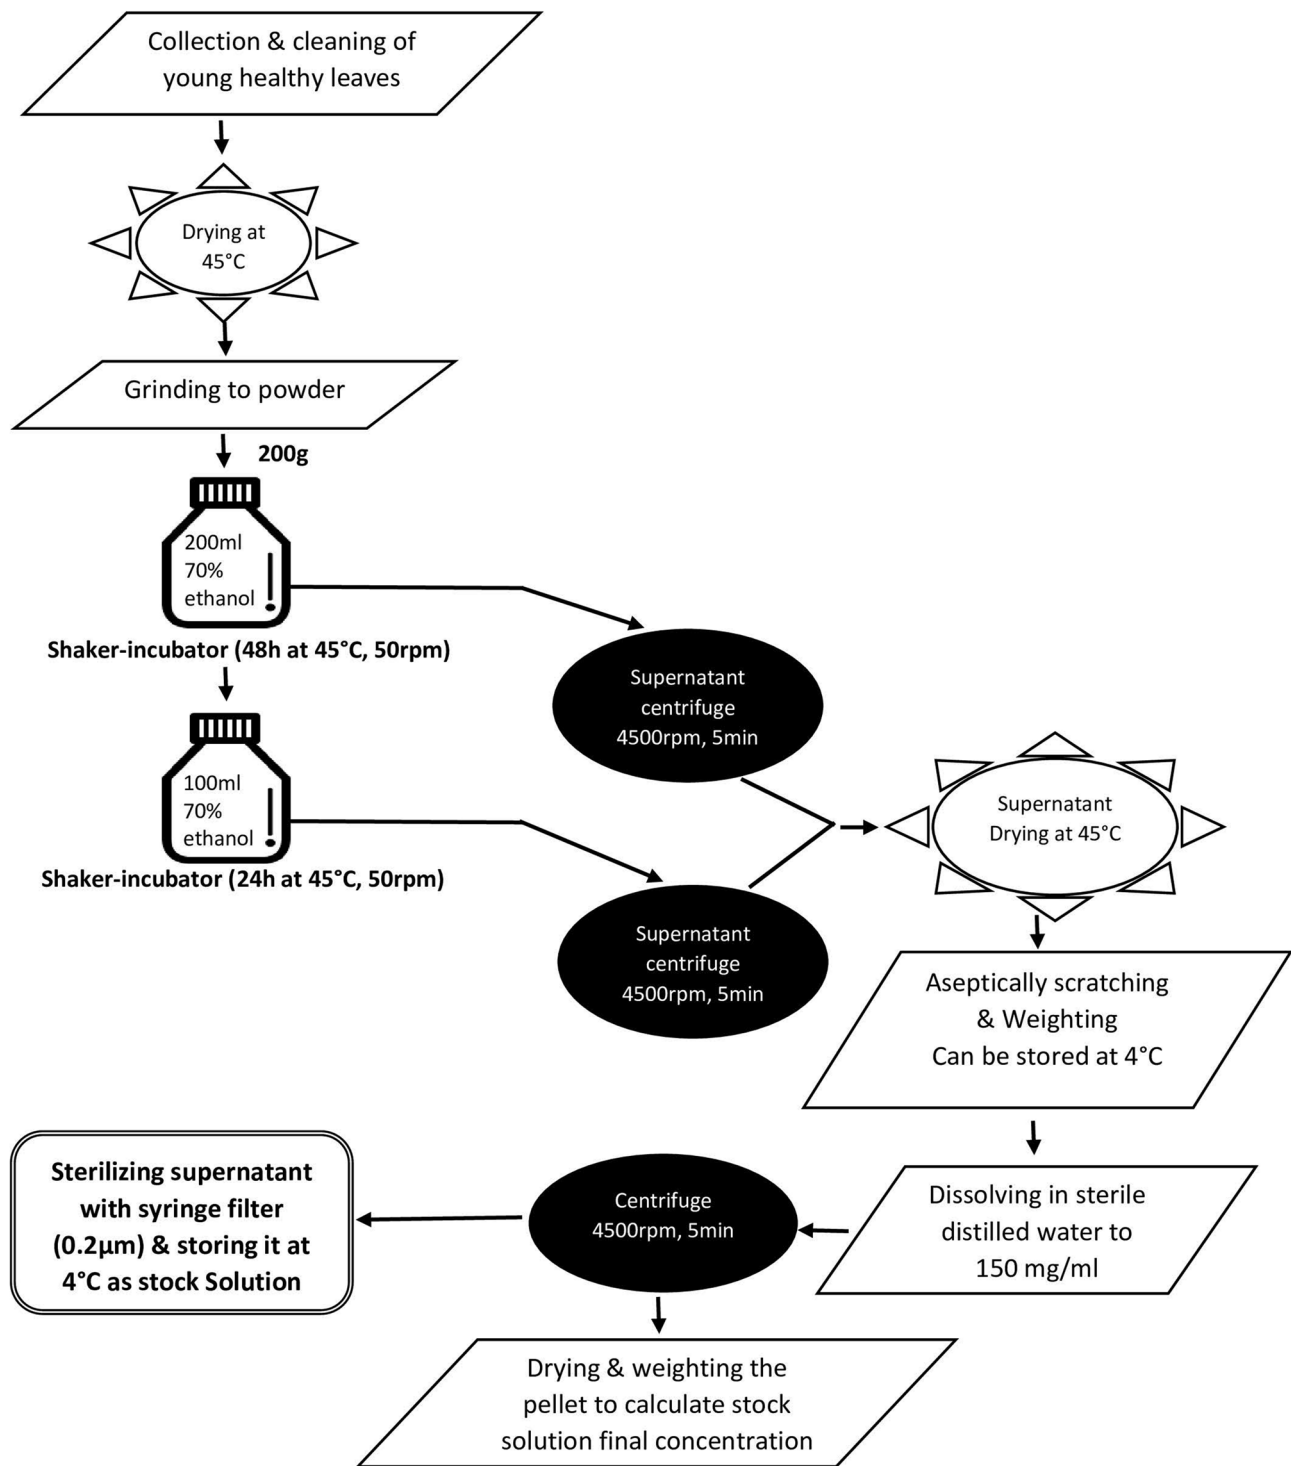 Collection & cleaning of
young healthy leaves
Drying at
45°C
Grinding to powder
200g
200ml
70%
ethanol
Shaker-incubator (48h at 45°C, 50rpm)
Supernatant
centrifuge
4500rpm, 5min
100ml
70%
ethanol
Shaker-incubator (24h at 45°C, 50rpm)
Supernatant
centrifuge
4500rpm, 5min
Supernatant
Drying at 45°C
Aseptically scratching
& Weighting
Can be stored at 4°C
Dissolving in sterile
distilled water to
150 mg/ml
Centrifuge
4500rpm, 5min
Sterilizing supernatant
with syringe filter
(0.2µm) & storing it at
4°C as stock Solution
Drying & weighting the
pellet to calculate stock
solution final concentration